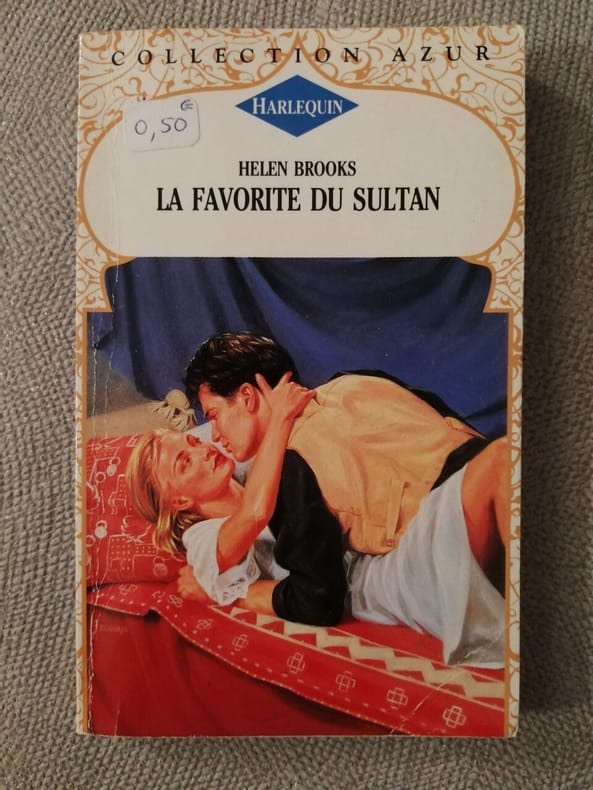 COLLECTION AZUR
HARLEQUIN
0,50€
HELEN BROOKS
LA FAVORITE DU SULTAN